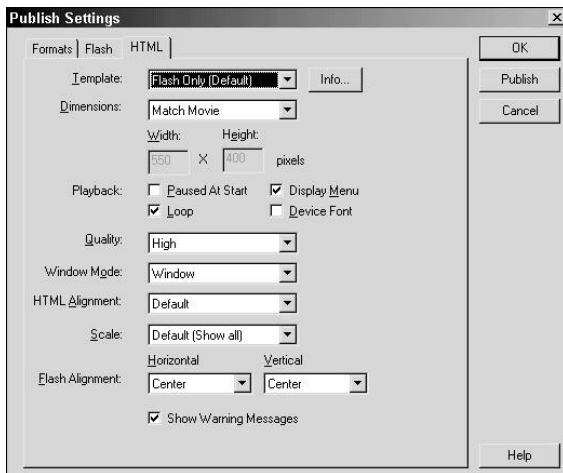 Publish Settings
Formats Flash HTML
OK
Template: Flash Only (Default) Info...
Publish
Dimensions: Match Movie
Cancel
Width: Height:
550 X 400 pixels
Playback: Paused At Start Display Menu
Loop Device Font
Quality: High
Window Mode: Window
HTML Alignment: Default
Scale: Default (Show all)
Horizontal Vertical
Flash Alignment: Center Center
Show Warning Messages
Help